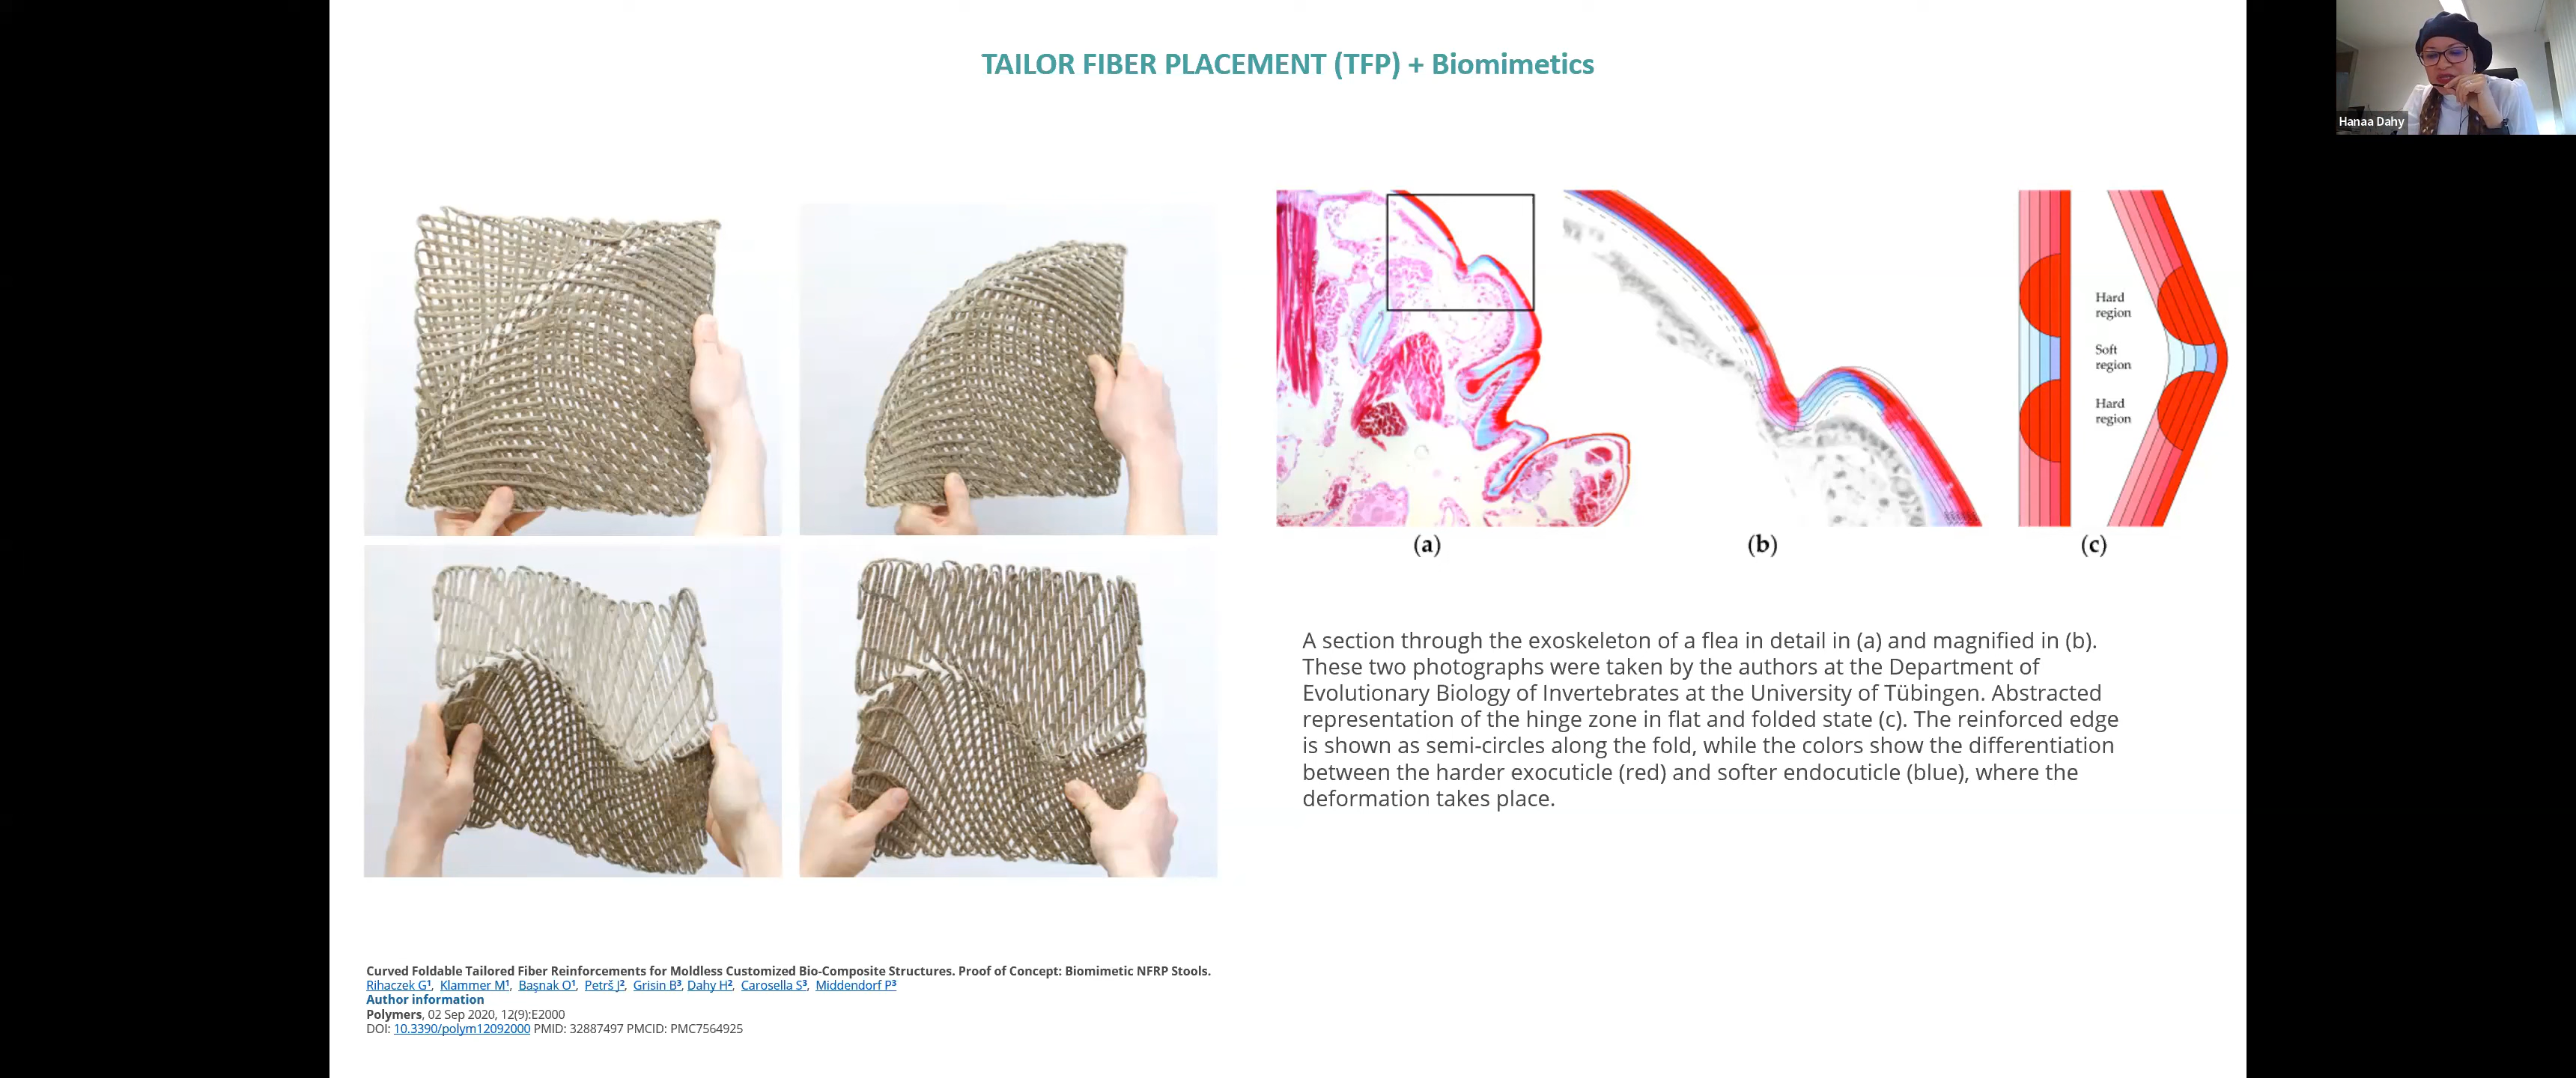 TAILOR FIBER PLACEMENT (TFP) + Biomimetics
Hanaa Dahy
Hard
region
Soft
region
Hard
region
(a)
(b)
(c)
A section through the exoskeleton of a flea in detail in (a) and magnified in (b).
These two photographs were taken by the authors at the Department of
Evolutionary Biology of Invertebrates at the University of Tübingen. Abstracted
representation of the hinge zone in flat and folded state (c). The reinforced edge
is shown as semi-circles along the fold, while the colors show the differentiation
between the harder exocuticle (red) and softer endocuticle (blue), where the
deformation takes place.
Curved Foldable Tailored Fiber Reinforcements for Moldless Customized Bio-Composite Structures. Proof of Concept: Biomimetic NFRP Stools.
Rihaczek G¹, Klammer M¹, Başnak O¹, Petrš J², Grisin B³, Dahy H², Carosella S³, Middendorf P³
Author information
Polymers, 02 Sep 2020, 12(9):E2000
DOI: 10.3390/polym12092000 PMID: 32887497 PMCID: PMC7564925